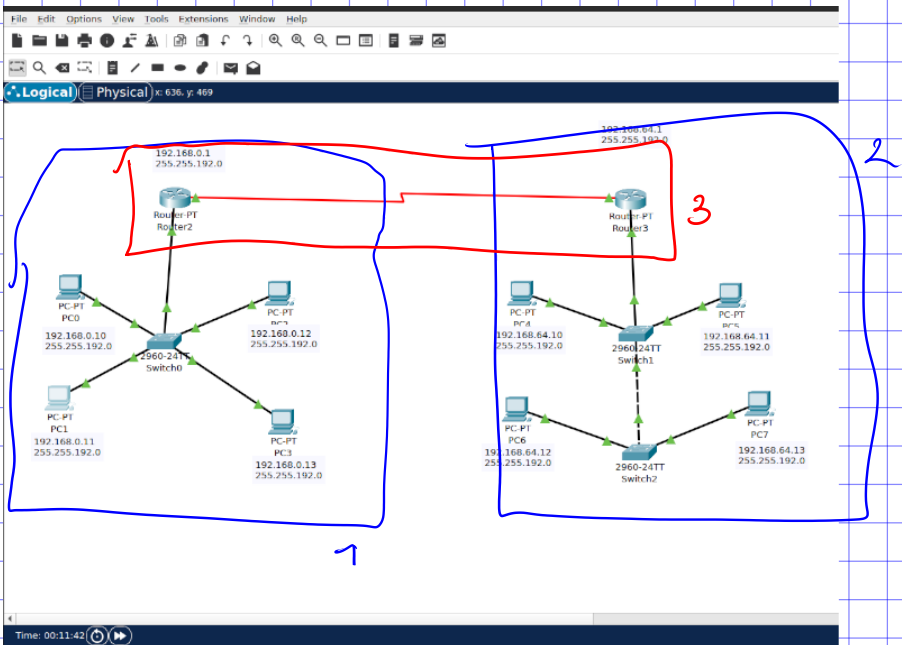 File Edit Options View Tools Extensions Window Help
Logical Physical x: 636, y: 469
192.168.0.1
255.255.192.0
192.168.64.1
255.255.192.0
2
Router-PT
Router2
Router-PT
Router3
3
PC-PT
PC0
192.168.0.10
255.255.192.0
PC-PT
PC2
192.168.0.12
255.255.192.0
2960-24TT
Switch0
PC-PT
PC1
192.168.0.11
255.255.192.0
PC-PT
PC3
192.168.0.13
255.255.192.0
PC-PT
PC4
192.168.64.10
255.255.192.0
PC-PT
PC5
192.168.64.11
255.255.192.0
2960-24TT
Switch1
PC-PT
PC6
192.168.64.12
255.255.192.0
PC-PT
PC7
192.168.64.13
255.255.192.0
2960-24TT
Switch2
1
Time: 00:11:42